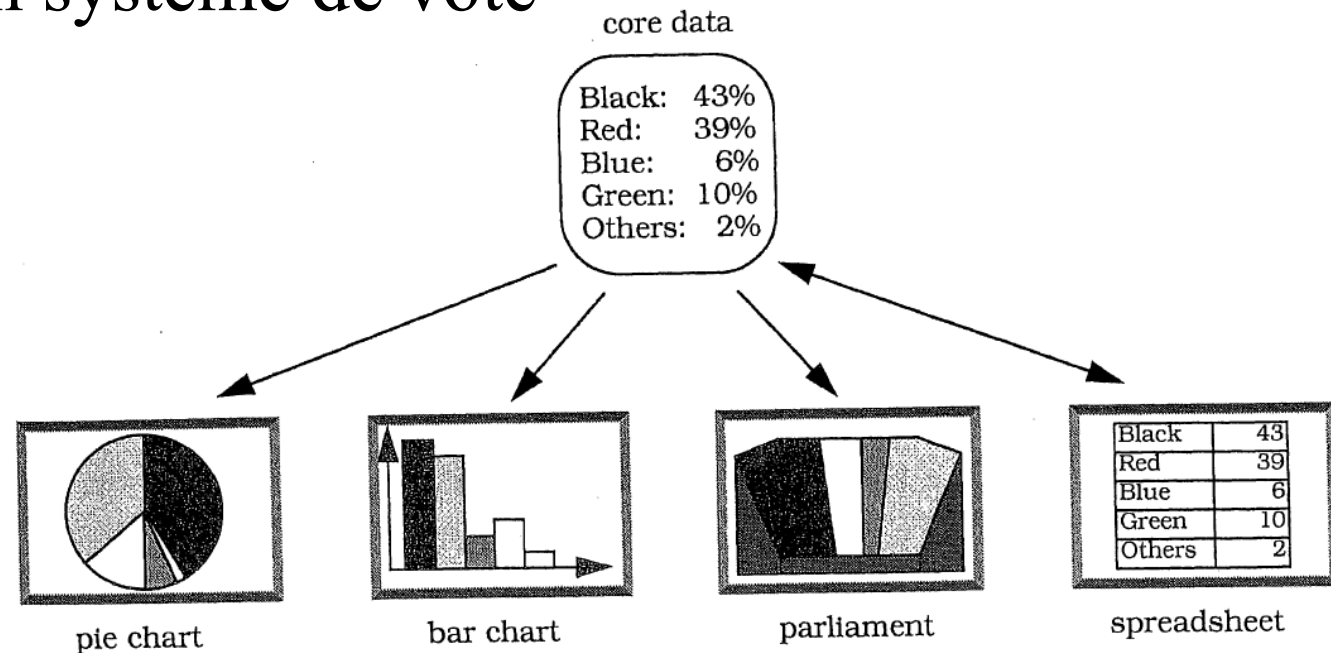 système de vote
core data
Black: 43%
Red: 39%
Blue: 6%
Green: 10%
Others: 2%
Black 43
Red 39
Blue 6
Green 10
Others 2
pie chart
bar chart
parliament
spreadsheet